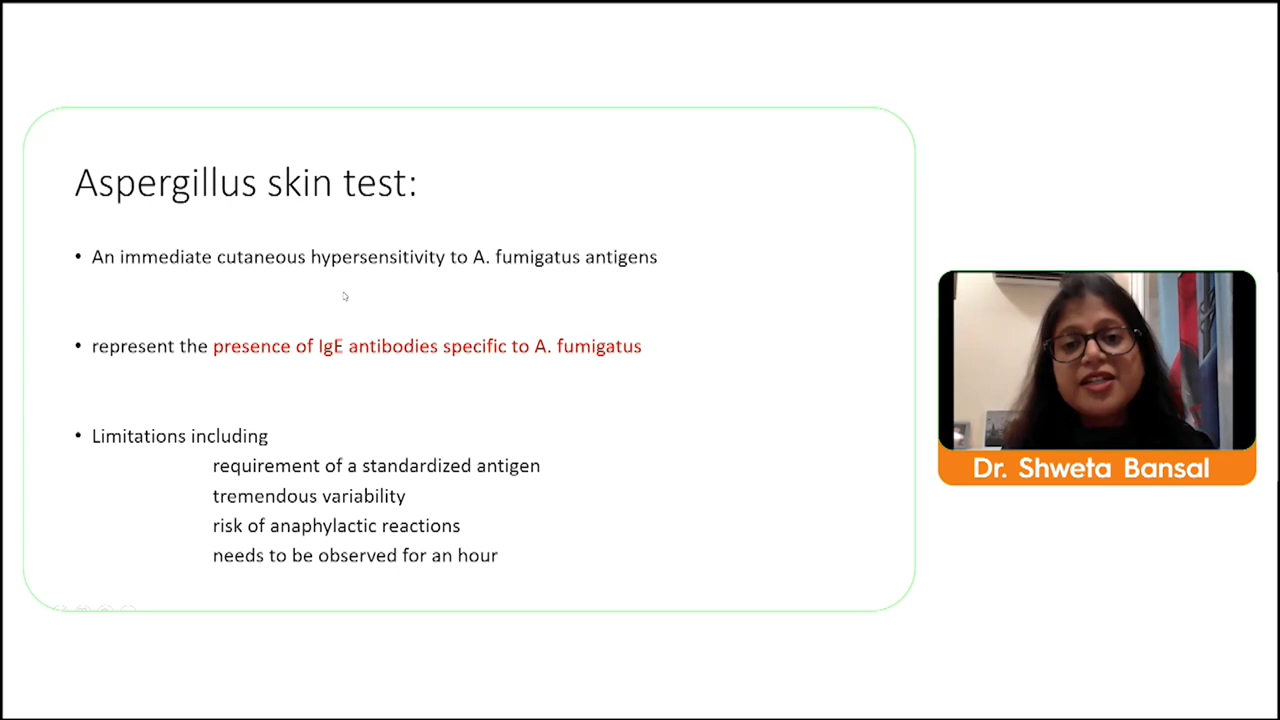 Aspergillus skin test:
• An immediate cutaneous hypersensitivity to A. fumigatus antigens
• represent the presence of IgE antibodies specific to A. fumigatus
• Limitations including
requirement of a standardized antigen
tremendous variability
risk of anaphylactic reactions
needs to be observed for an hour
Dr. Shweta Bansal